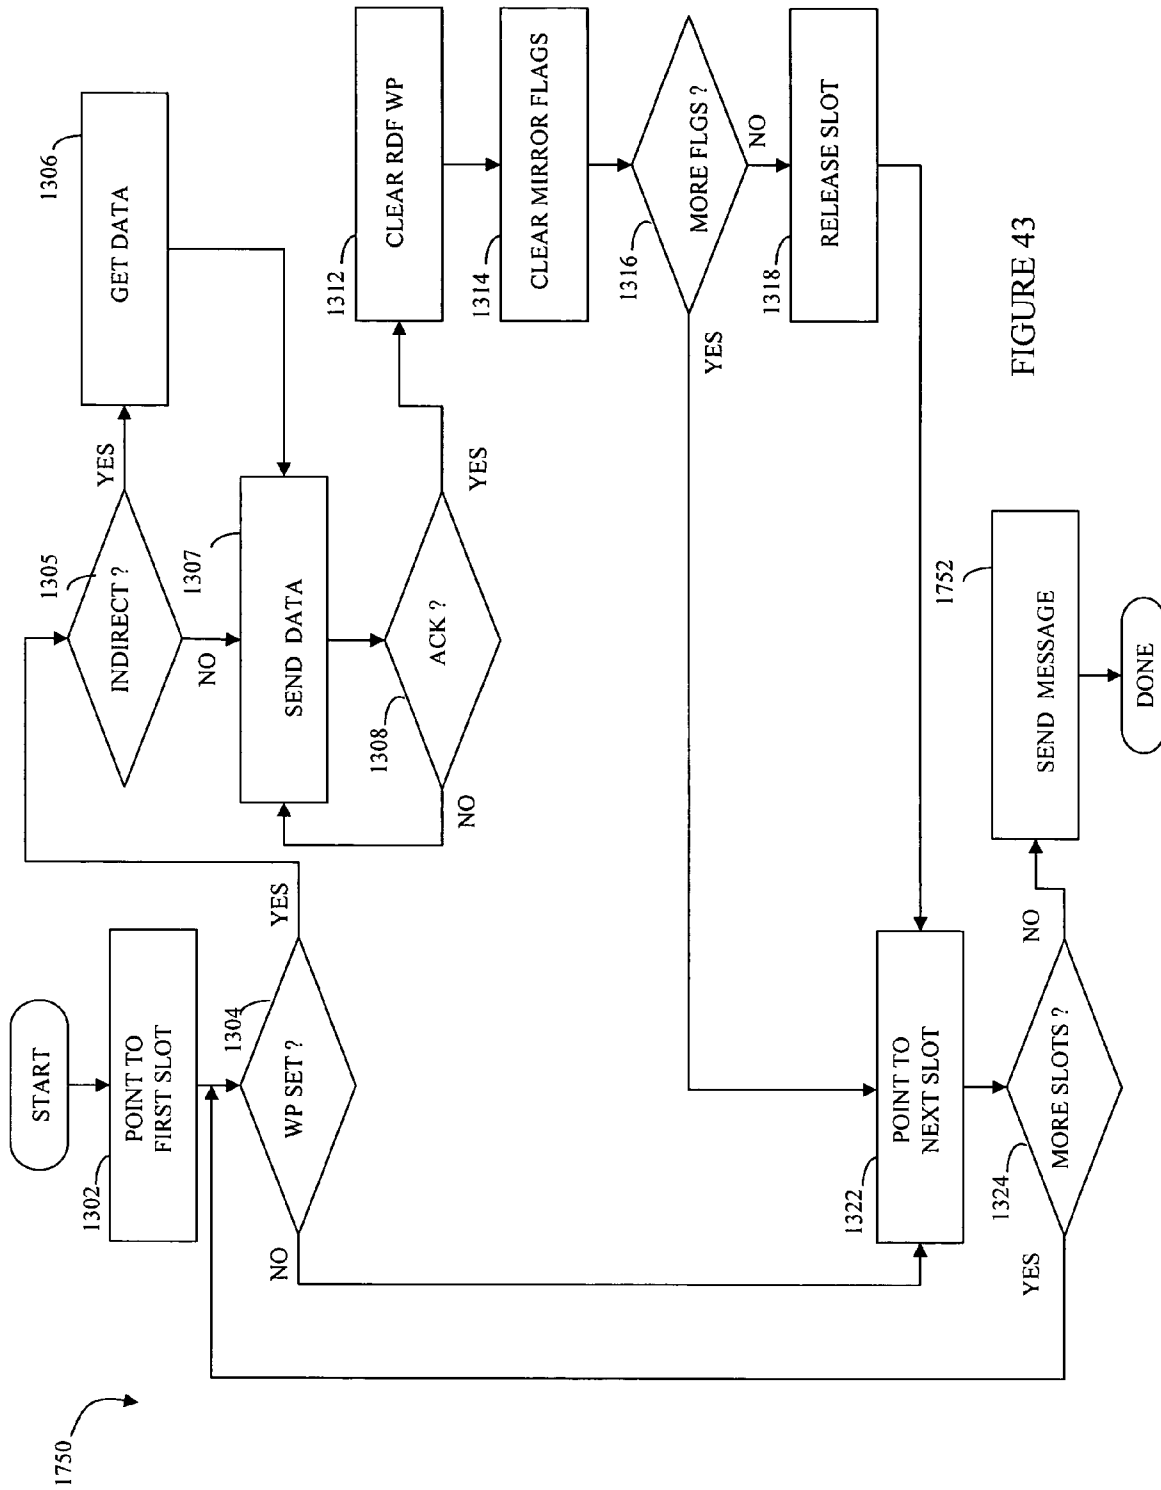 1750
START
1302
POINT TO
FIRST SLOT
1304
WP SET ?
YES
NO
1305
INDIRECT ?
YES
NO
1306
GET DATA
1307
SEND DATA
1308
ACK ?
NO
YES
1312
CLEAR RDF WP
1314
CLEAR MIRROR FLAGS
1316
MORE FLGS ?
YES
NO
1318
RELEASE SLOT
1322
POINT TO
NEXT SLOT
1324
MORE SLOTS ?
YES
NO
1752
SEND MESSAGE
DONE
FIGURE 43